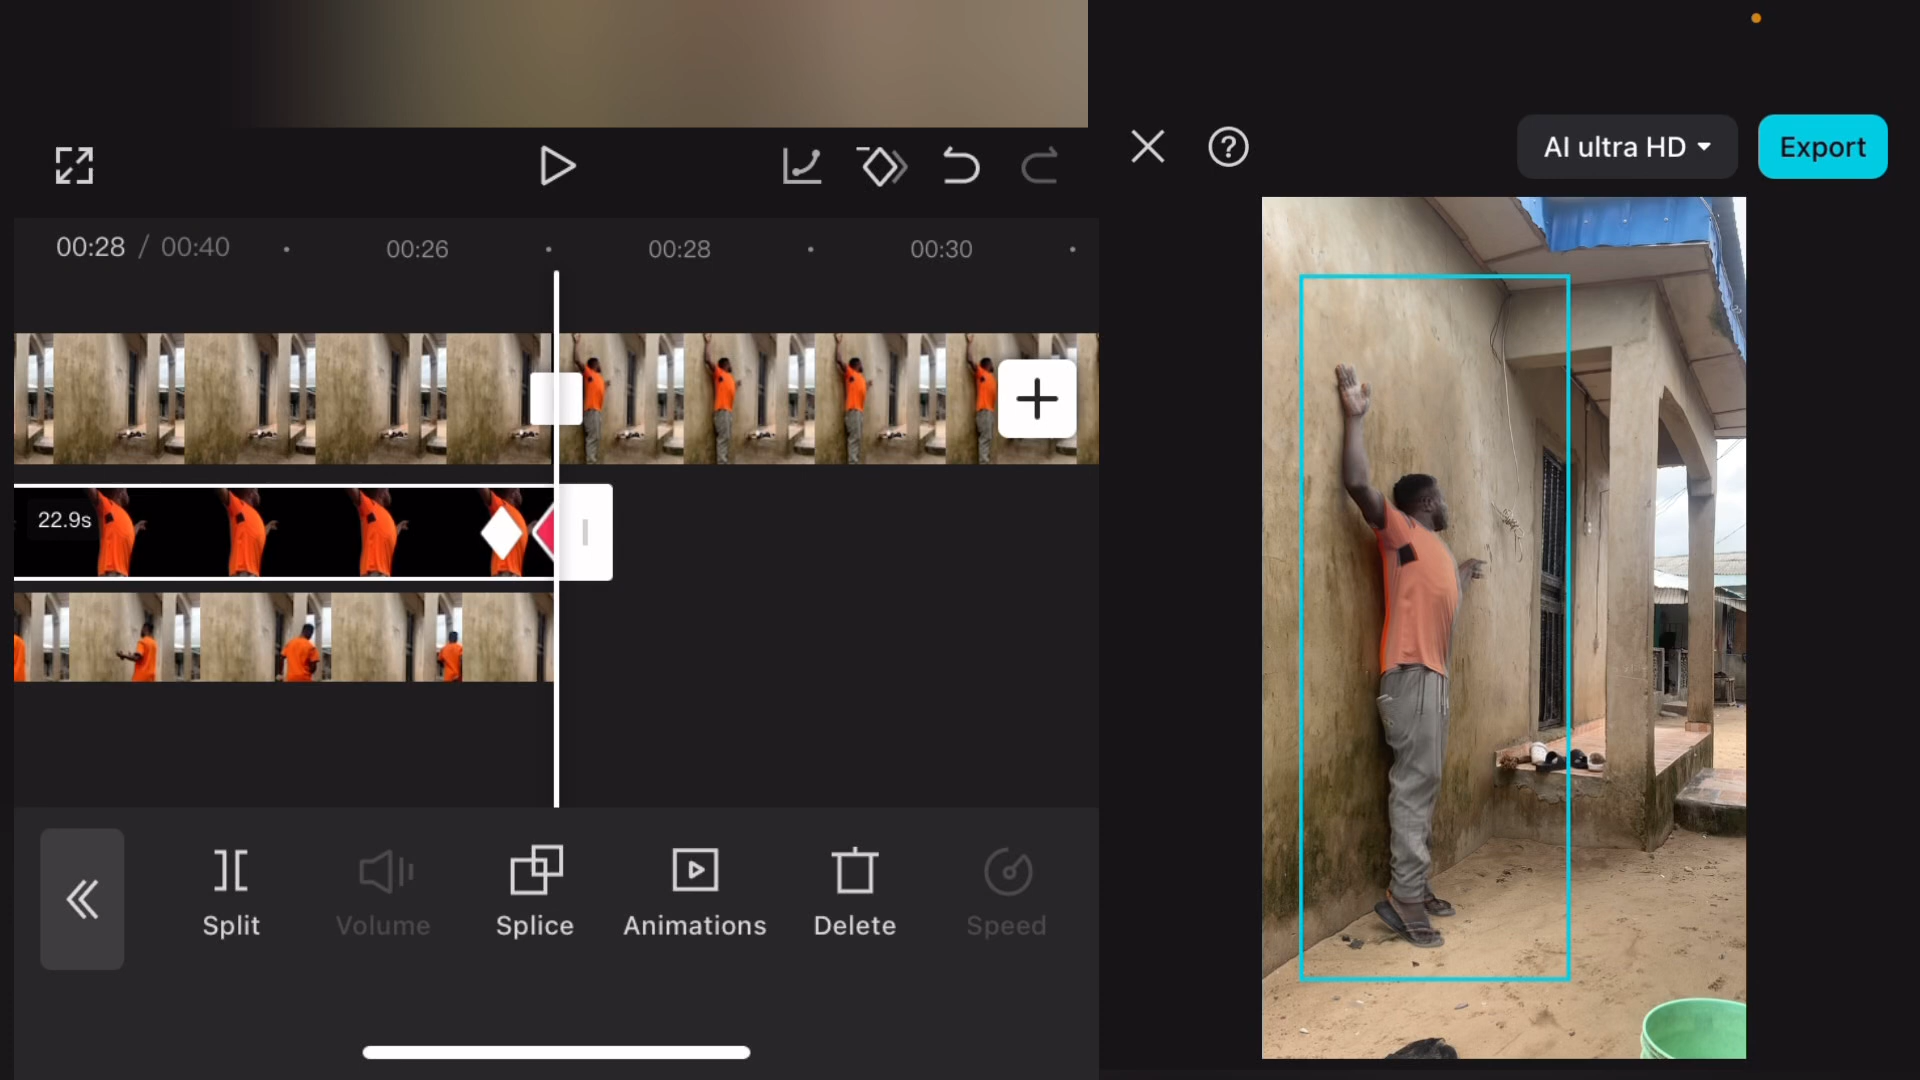 AI ultra HD
Export
00:28 / 00:40
00:26
00:28
00:30
22.9s
Split
Volume
Splice
Animations
Delete
Speed